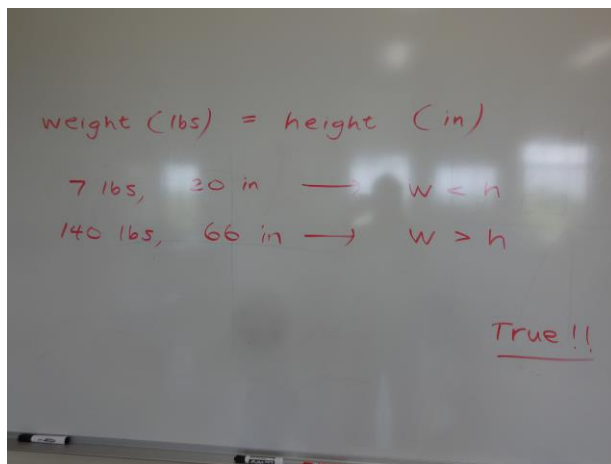 weight (lbs) = height (in)
7 lbs, 20 in → w < h
140 lbs, 66 in → w > h
True!!